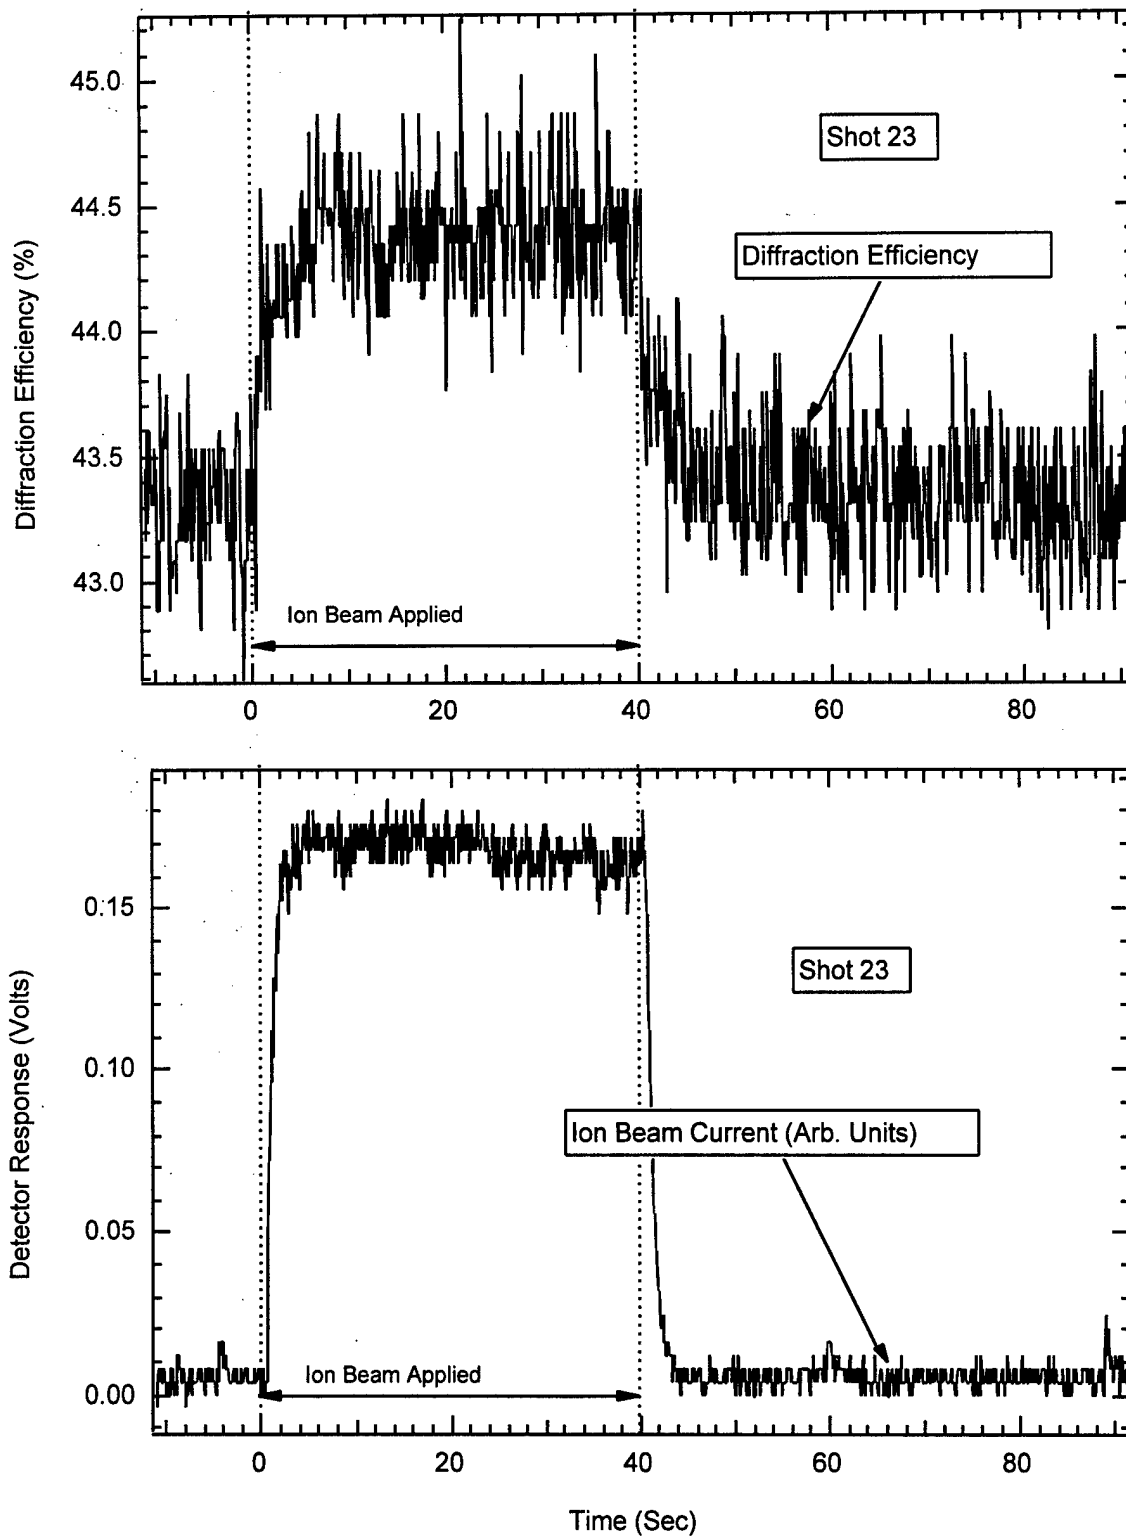 45.0
Shot 23
44.5
Diffraction Efficiency
44.0
43.5
43.0
Diffraction Efficiency (%)
Ion Beam Applied
0
20
40
60
80
0.15
Shot 23
0.10
Ion Beam Current (Arb. Units)
0.05
Detector Response (Volts)
Ion Beam Applied
0.00
0
20
40
60
80
Time (Sec)